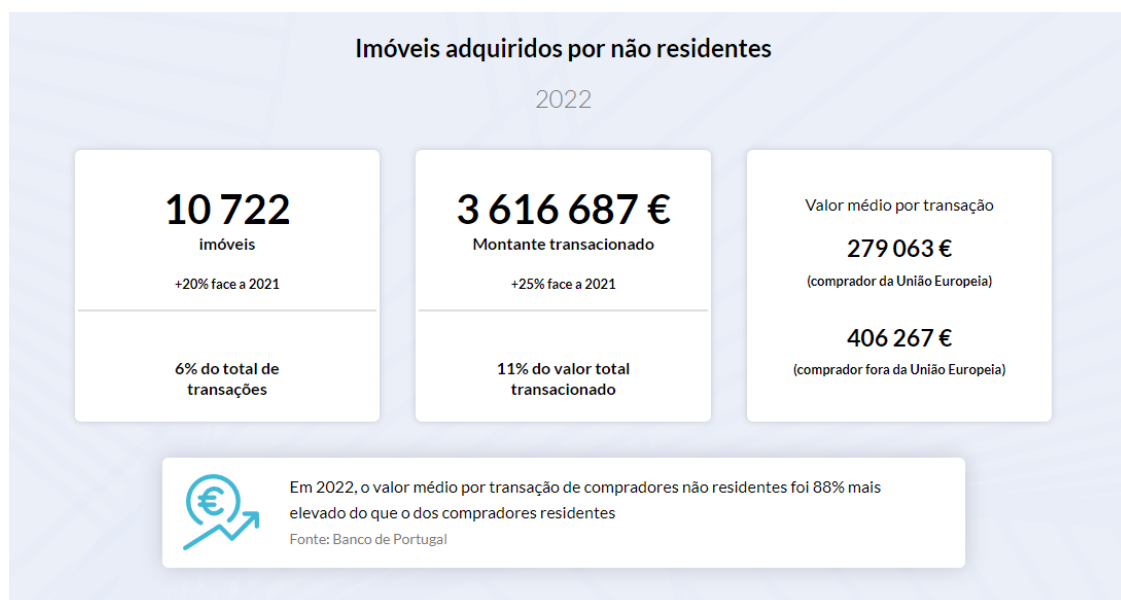 Imóveis adquiridos por não residentes
2022
10 722
imóveis
+20% face a 2021
6% do total de
transações
3 616 687 €
Montante transacionado
+25% face a 2021
11% do valor total
transacionado
Valor médio por transação
279 063 €
(comprador da União Europeia)
406 267 €
(comprador fora da União Europeia)
Em 2022, o valor médio por transação de compradores não residentes foi 88% mais
elevado do que o dos compradores residentes
Fonte: Banco de Portugal